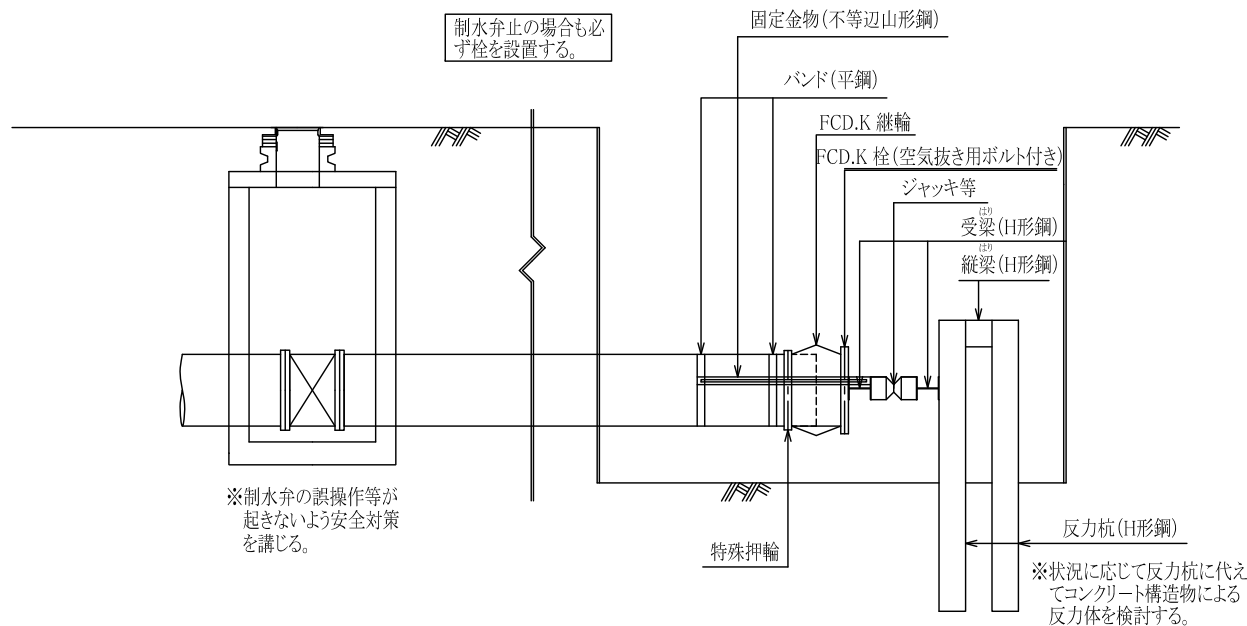 制水弁止の場合も必
ず栓を設置する。
固定金物(不等辺山形鋼)
バンド(平鋼)
FCD.K 継輪
FCD.K 栓(空気抜き用ボルト付き)
ジャッキ等
はり
受梁(H形鋼)
はり
縦梁(H形鋼)
※制水弁の誤操作等が
起きないよう安全対策
を講じる。
特殊押輪
反力杭(H形鋼)
※状況に応じて反力杭に代え
てコンクリート構造物による
反力体を検討する。